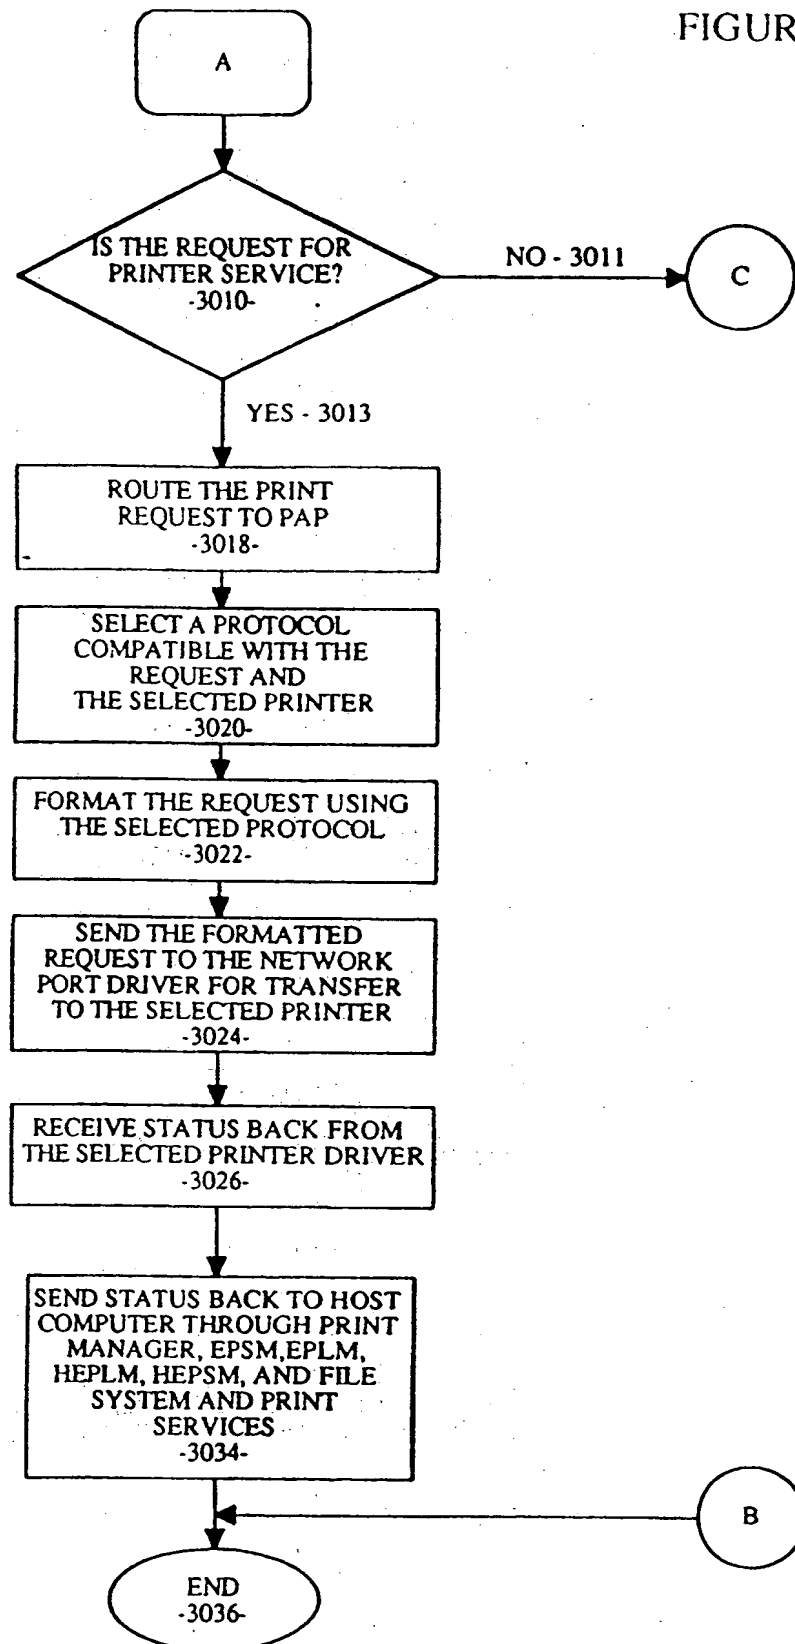 FIGUR
A
IS THE REQUEST FOR
PRINTER SERVICE?
-3010-
NO - 3011
C
YES - 3013
ROUTE THE PRINT
REQUEST TO PAP
-3018-
SELECT A PROTOCOL
COMPATIBLE WITH THE
REQUEST AND
THE SELECTED PRINTER
-3020-
FORMAT THE REQUEST USING
THE SELECTED PROTOCOL
-3022-
SEND THE FORMATTED
REQUEST TO THE NETWORK
PORT DRIVER FOR TRANSFER
TO THE SELECTED PRINTER
-3024-
RECEIVE STATUS BACK FROM
THE SELECTED PRINTER DRIVER
-3026-
SEND STATUS BACK TO HOST
COMPUTER THROUGH PRINT
MANAGER, EPSM,EPLM,
HEPLM, HEPSM, AND FILE
SYSTEM AND PRINT
SERVICES
-3034-
B
END
-3036-